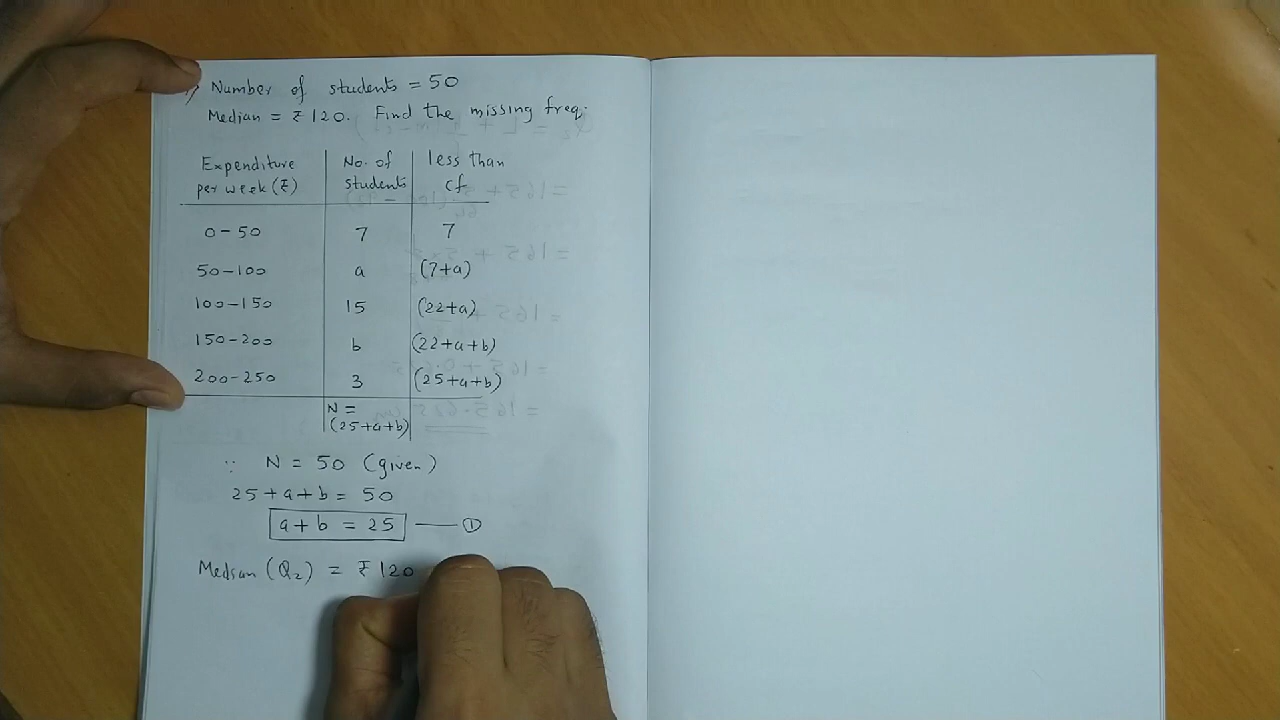 1) Number of students = 50
Median = ₹120. Find the missing freq.
Expenditure per week (₹) | No. of students | less than cf
0-50 | 7 | 7
50-100 | a | (7+a)
100-150 | 15 | (22+a)
150-200 | b | (22+a+b)
200-250 | 3 | (25+a+b)
N = (25+a+b)
∵ N = 50 (given)
25+a+b = 50
a+b = 25 —— ①
Median (Q₂) = ₹120